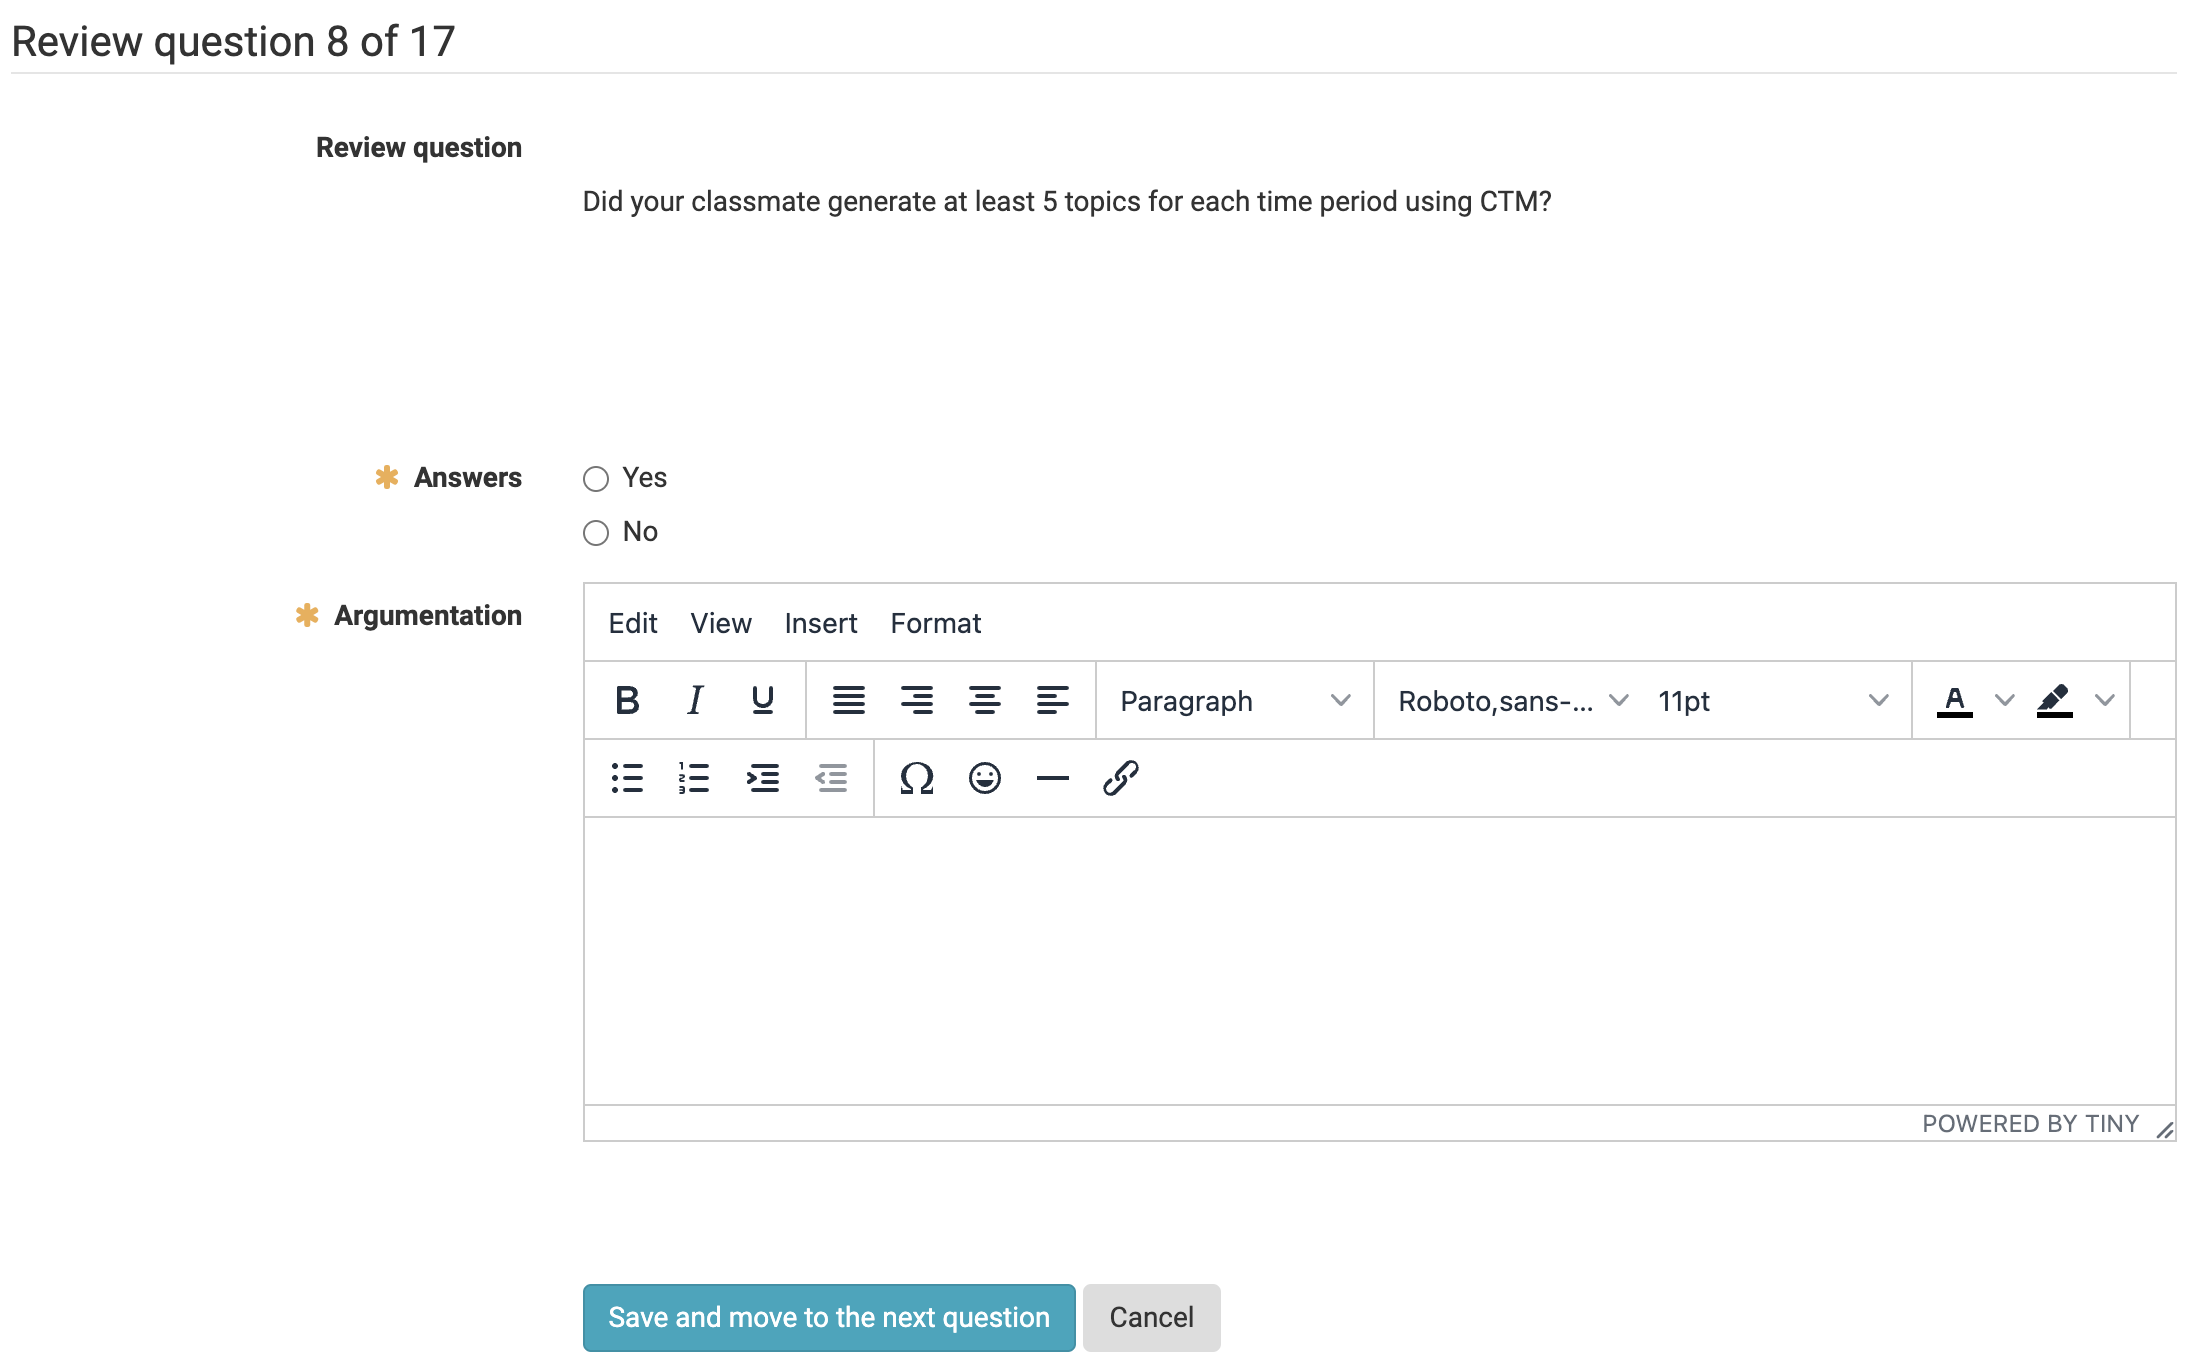 Review question 8 of 17
Review question
Did your classmate generate at least 5 topics for each time period using CTM?
Answers
Yes
No
Argumentation
Edit View Insert Format
B I U Paragraph Roboto,sans-... 11pt A
Ω
POWERED BY TINY
Save and move to the next question Cancel